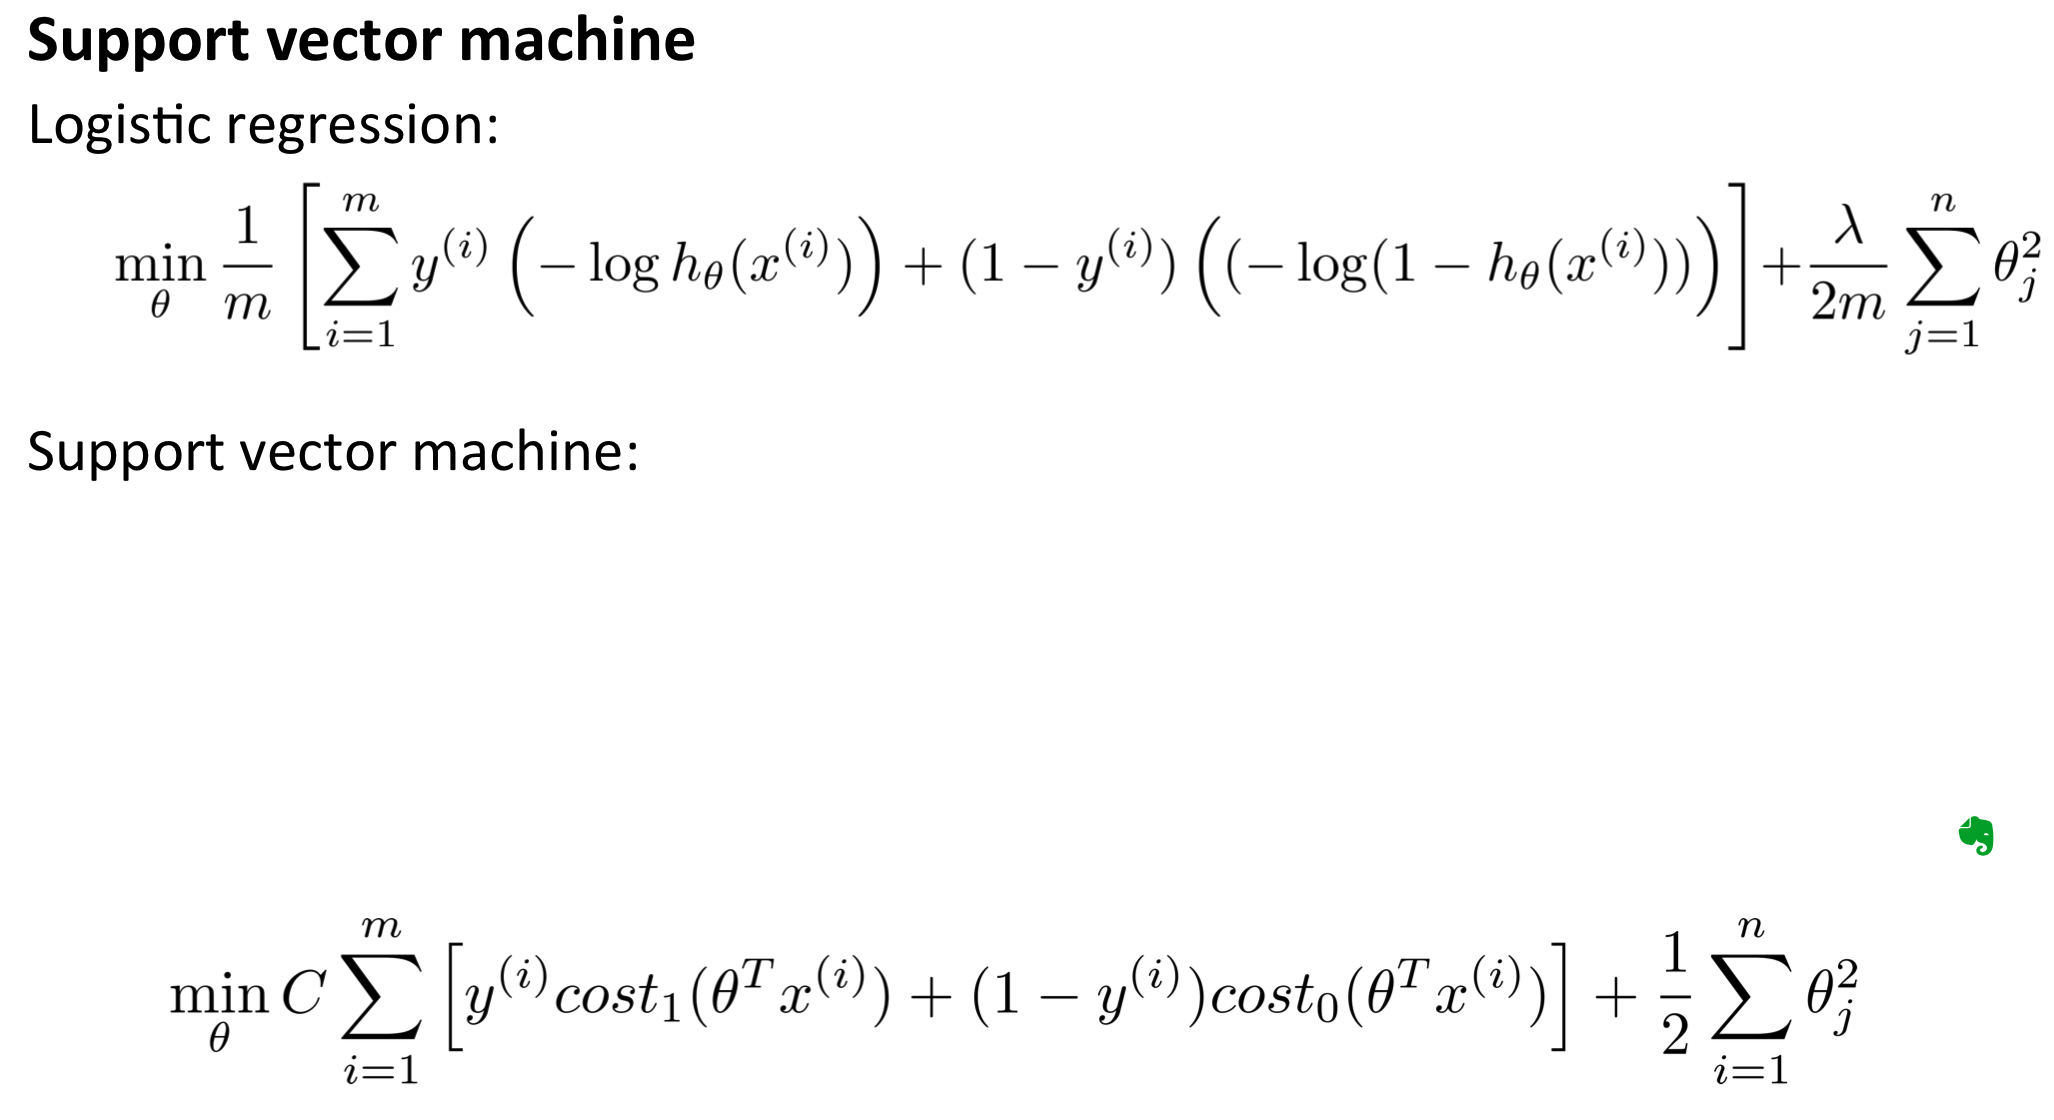 Support vector machine
Logistic regression:
\min_{\theta} \frac{1}{m} \left[ \sum_{i=1}^{m} y^{(i)} \left( -\log h_{\theta}(x^{(i)}) \right) + (1 - y^{(i)}) \left( (-\log(1 - h_{\theta}(x^{(i)}))) \right) \right] + \frac{\lambda}{2m} \sum_{j=1}^{n} \theta_j^2
Support vector machine:
\min_{\theta} C \sum_{i=1}^{m} \left[ y^{(i)} cost_1(\theta^T x^{(i)}) + (1 - y^{(i)}) cost_0(\theta^T x^{(i)}) \right] + \frac{1}{2} \sum_{i=1}^{n} \theta_j^2